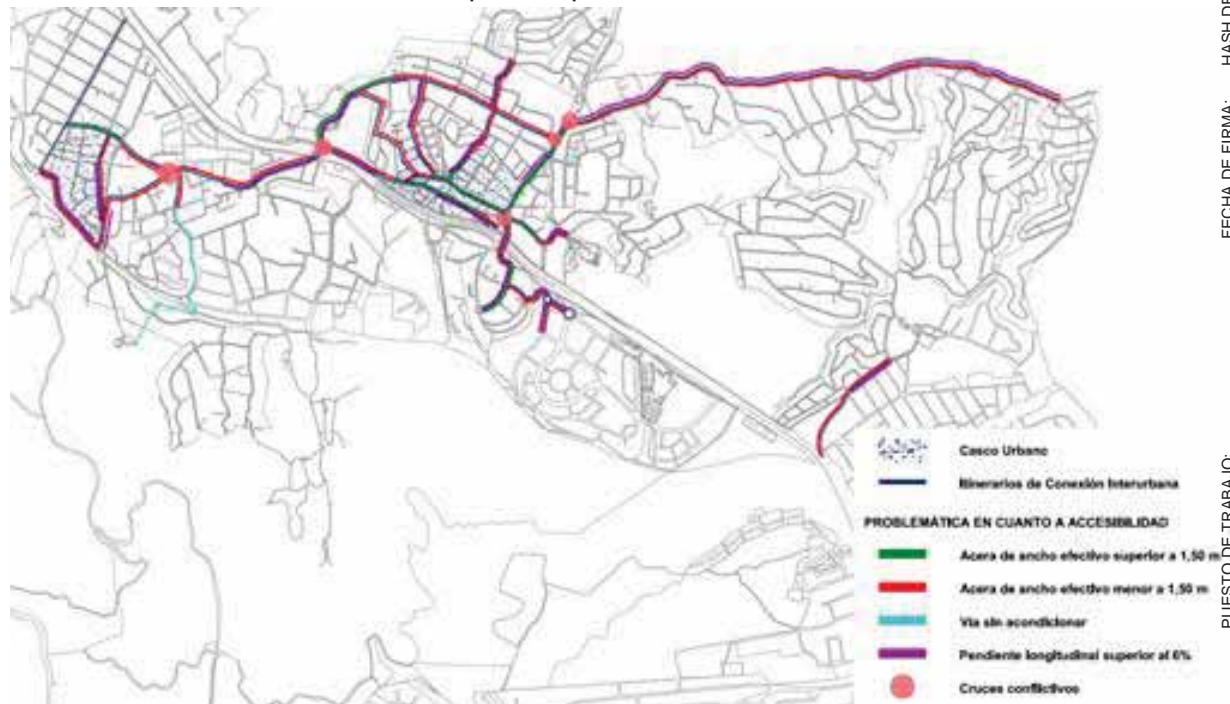 Casco Urbano
Itinerarios de Conexión Interurbana
PROBLEMÁTICA EN CUANTO A ACCESIBILIDAD
Acera de ancho efectivo superior a 1,50 m
Acera de ancho efectivo menor a 1,50 m
Vía sin acondicionar
Pendiente longitudinal superior al 6%
Cruces conflictivos
PUESTO DE TRABAJO:
FECHA DE FIRMA:
HASH DE